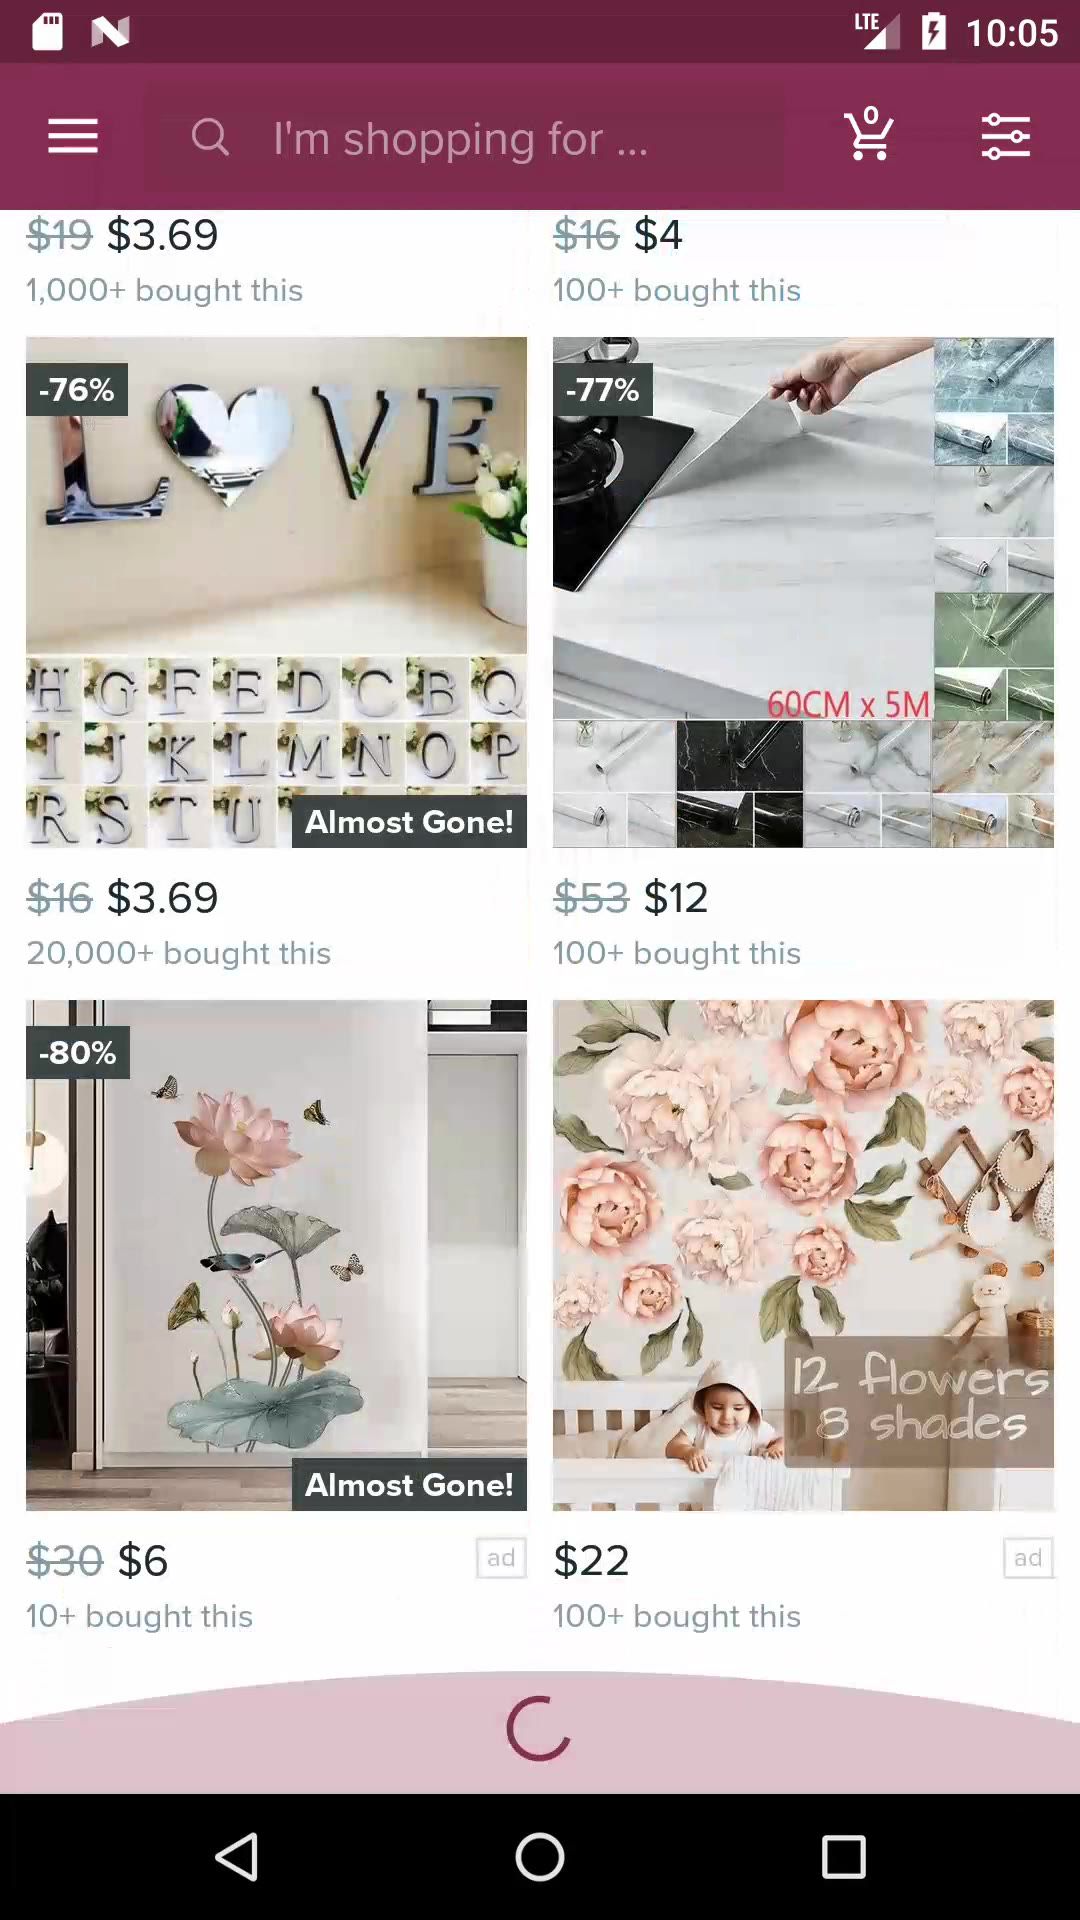 LTE 10:05
I'm shopping for ...
0
$19 $3.69
1,000+ bought this
$16 $4
100+ bought this
-76%
L VE
H G F E D C B Q
I J K L M N O P
R S T U
Almost Gone!
$16 $3.69
20,000+ bought this
-77%
60CM x 5M
$53 $12
100+ bought this
-80%
Almost Gone!
$30 $6
ad
10+ bought this
12 flowers
8 shades
$22
ad
100+ bought this